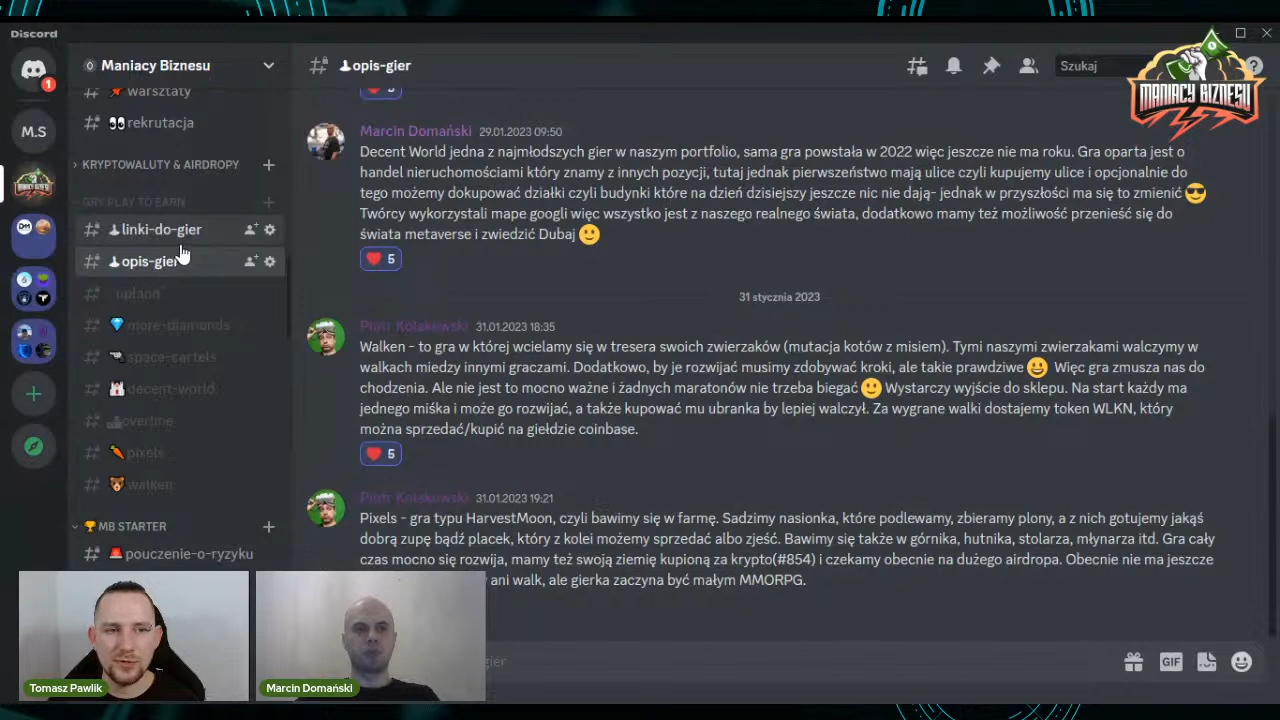 Discord
Maniacy Biznesu
opis-gier
Szukaj
MANIACY BIZNESU
1
M.S
DM
warsztaty
rekrutacja
KRYPTOWALUTY & AIRDROPY
GRY PLAY TO EARN
linki-do-gier
opis-gier
upland
more-diamonds
space-cartels
decent-world
overtime
pixels
walken
MB STARTER
pouczenie-o-ryzyku
5
Marcin Domański 29.01.2023 09:50
Decent World jedna z najmłodszych gier w naszym portfolio, sama gra powstała w 2022 więc jeszcze nie ma roku. Gra oparta jest o
handel nieruchomościami który znamy z innych pozycji, tutaj jednak pierwszeństwo mają ulice czyli kupujemy ulice i opcjonalnie do
tego możemy dokupować działki czyli budynki które na dzień dzisiejszy jeszcze nic nie dają- jednak w przyszłości ma się to zmienić 😎
Twórcy wykorzystali mape googli więc wszystko jest z naszego realnego świata, dodatkowo mamy też możliwość przenieść się do
świata metaverse i zwiedzić Dubaj 🙂
5
31 stycznia 2023
Piotr Kołakowski 31.01.2023 18:35
Walken - to gra w której wcielamy się w tresera swoich zwierzaków (mutacja kotów z misiem). Tymi naszymi zwierzakami walczymy w
walkach miedzy innymi graczami. Dodatkowo, by je rozwijać musimy zdobywać kroki, ale takie prawdziwe 😀 Więc gra zmusza nas do
chodzenia. Ale nie jest to mocno ważne i żadnych maratonów nie trzeba biegać 🙂 Wystarczy wyjście do sklepu. Na start każdy ma
jednego miśka i może go rozwijać, a także kupować mu ubranka by lepiej walczył. Za wygrane walki dostajemy token WLKN, który
można sprzedać/kupić na giełdzie coinbase.
5
Piotr Kołakowski 31.01.2023 19:21
Pixels - gra typu HarvestMoon, czyli bawimy się w farmę. Sadzimy nasionka, które podlewamy, zbieramy plony, a z nich gotujemy jakąś
dobrą zupę bądź placek, który z kolei możemy sprzedać albo zjeść. Bawimy się także w górnika, hutnika, stolarza, młynarza itd. Gra cały
czas mocno się rozwija, mamy też swoją ziemię kupioną za krypto(#854) i czekamy obecnie na dużego airdropa. Obecnie nie ma jeszcze
ani walk, ale gierka zaczyna być małym MMORPG.
gier
GIF
Tomasz Pawlik
Marcin Domański